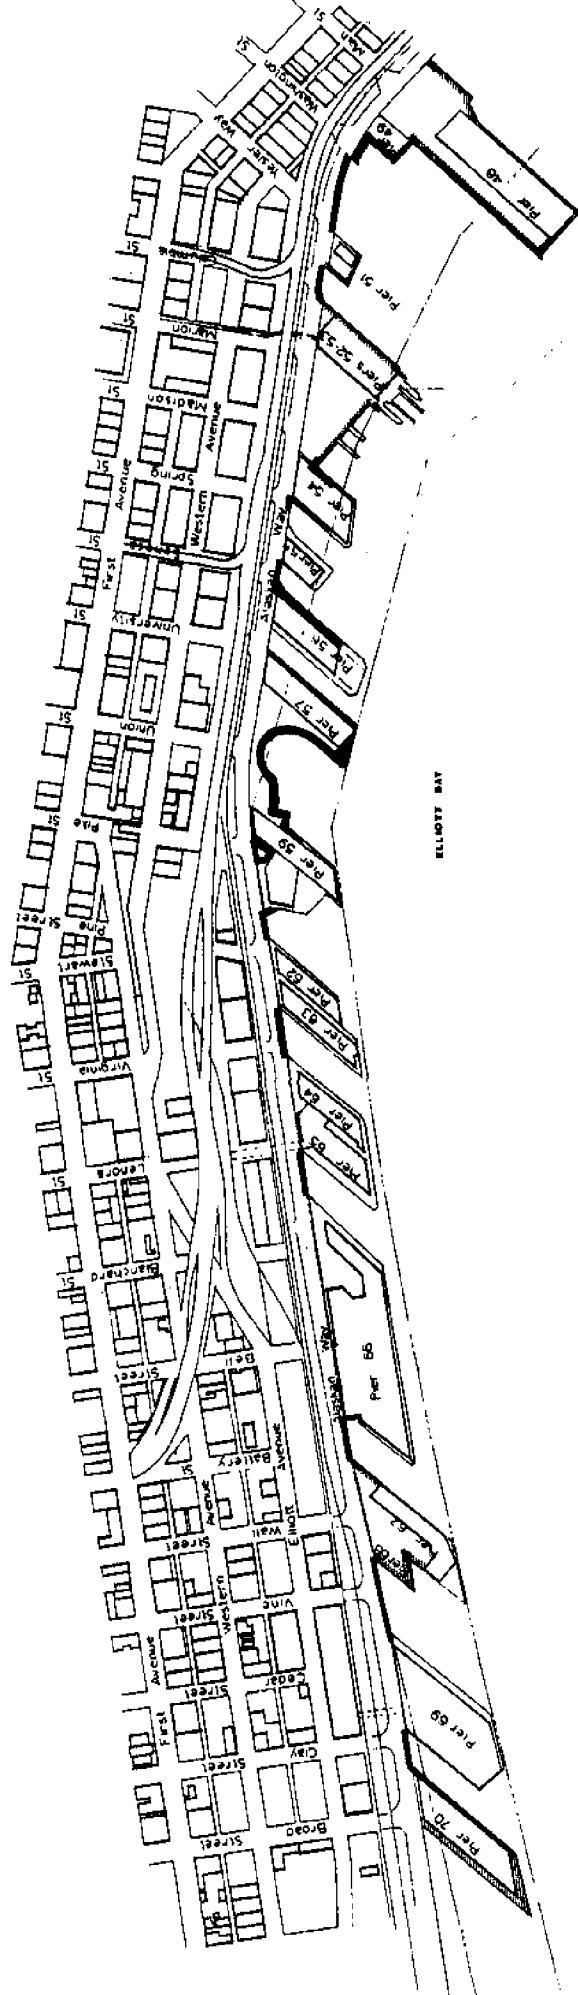 St
Main
St
Washington
Way
Yesler
Pier 49
Pier 48
St
Columbia
Pier 51
St
Marion
Piers 52-53
St
Madison
Avenue
St
Spring
Avenue
Western
Pier 54
St
Seneca
First
Way
Alaskan
St
University
Pier 56
Pier 57
St
Union
ELLIOTT BAY
St
Pike
Pier 59
Street
Pine
St
Stewart
Pier 62
Pier 63
St
Virginia
Pier 64
Pier 65
St
Lenora
St
Blanchard
Way
Alaskan
Pier 66
Street
Bell
St
Battery
Avenue
Avenue
Elliott
Street
Wall
Pier 67
Western
Street
Vine
Avenue
First
Street
Cedar
Pier 69
Street
Clay
Pier 70
Street
Broad